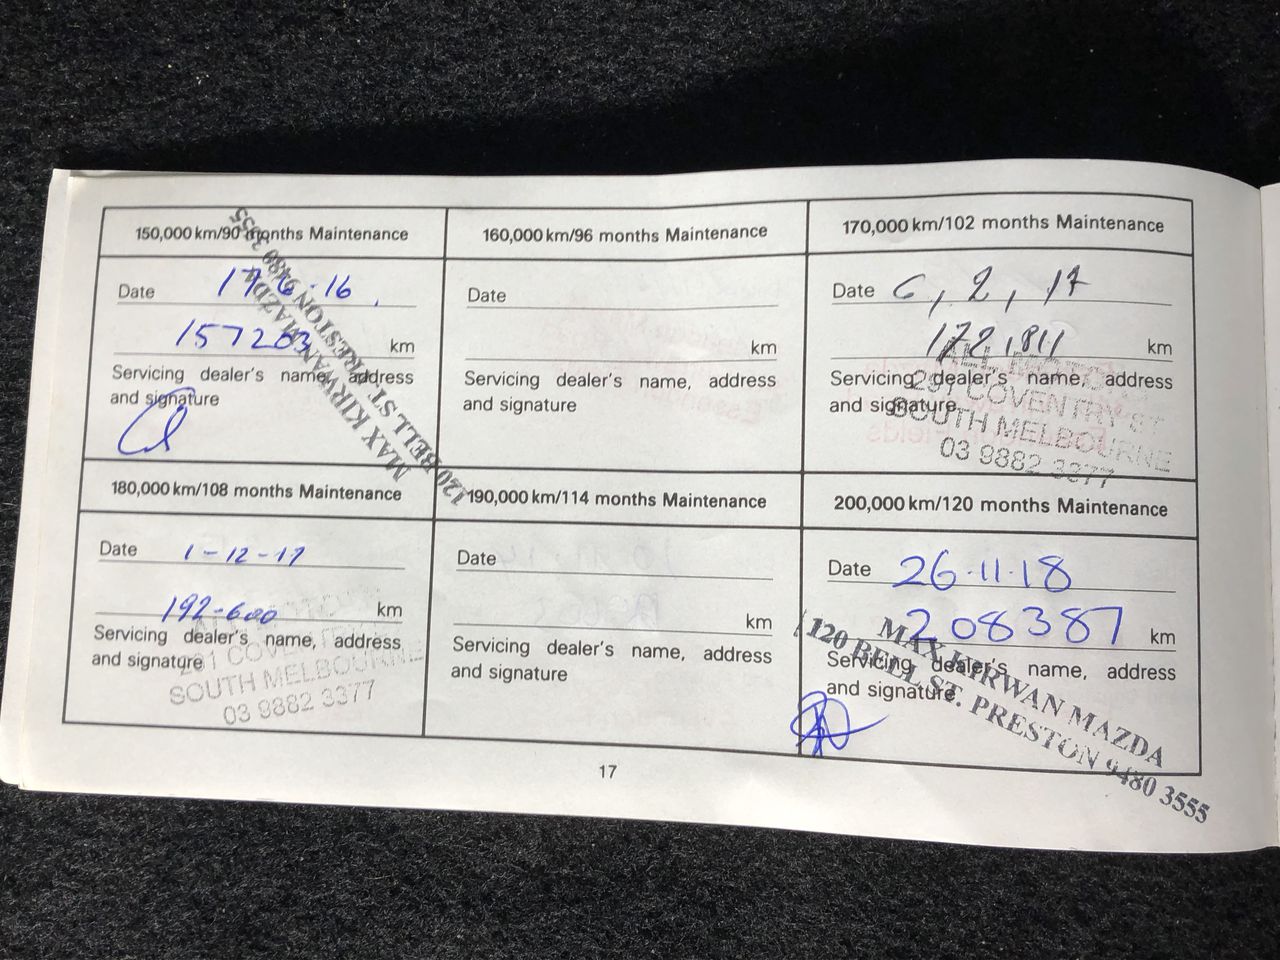 150,000 km/90 months Maintenance
Date 17.6.16
157263 km
Servicing dealer's name, address
and signature
MAX KIRWAN MAZDA
120 BELL ST. PRESTON 9480 3555
160,000 km/96 months Maintenance
Date
km
Servicing dealer's name, address
and signature
170,000 km/102 months Maintenance
Date 6, 2, 17
172,811 km
Servicing dealer's name, address
and signature
291 COVENTRY ST
SOUTH MELBOURNE
03 9882 3377
180,000 km/108 months Maintenance
Date 1-12-17
192-600 km
Servicing dealer's name, address
and signature
291 COVENTRY ST
SOUTH MELBOURNE
03 9882 3377
190,000 km/114 months Maintenance
Date
km
Servicing dealer's name, address
and signature
200,000 km/120 months Maintenance
Date 26.11.18
208387 km
Servicing dealer's name, address
and signature
MAX KIRWAN MAZDA
120 BELL ST. PRESTON 9480 3555
17